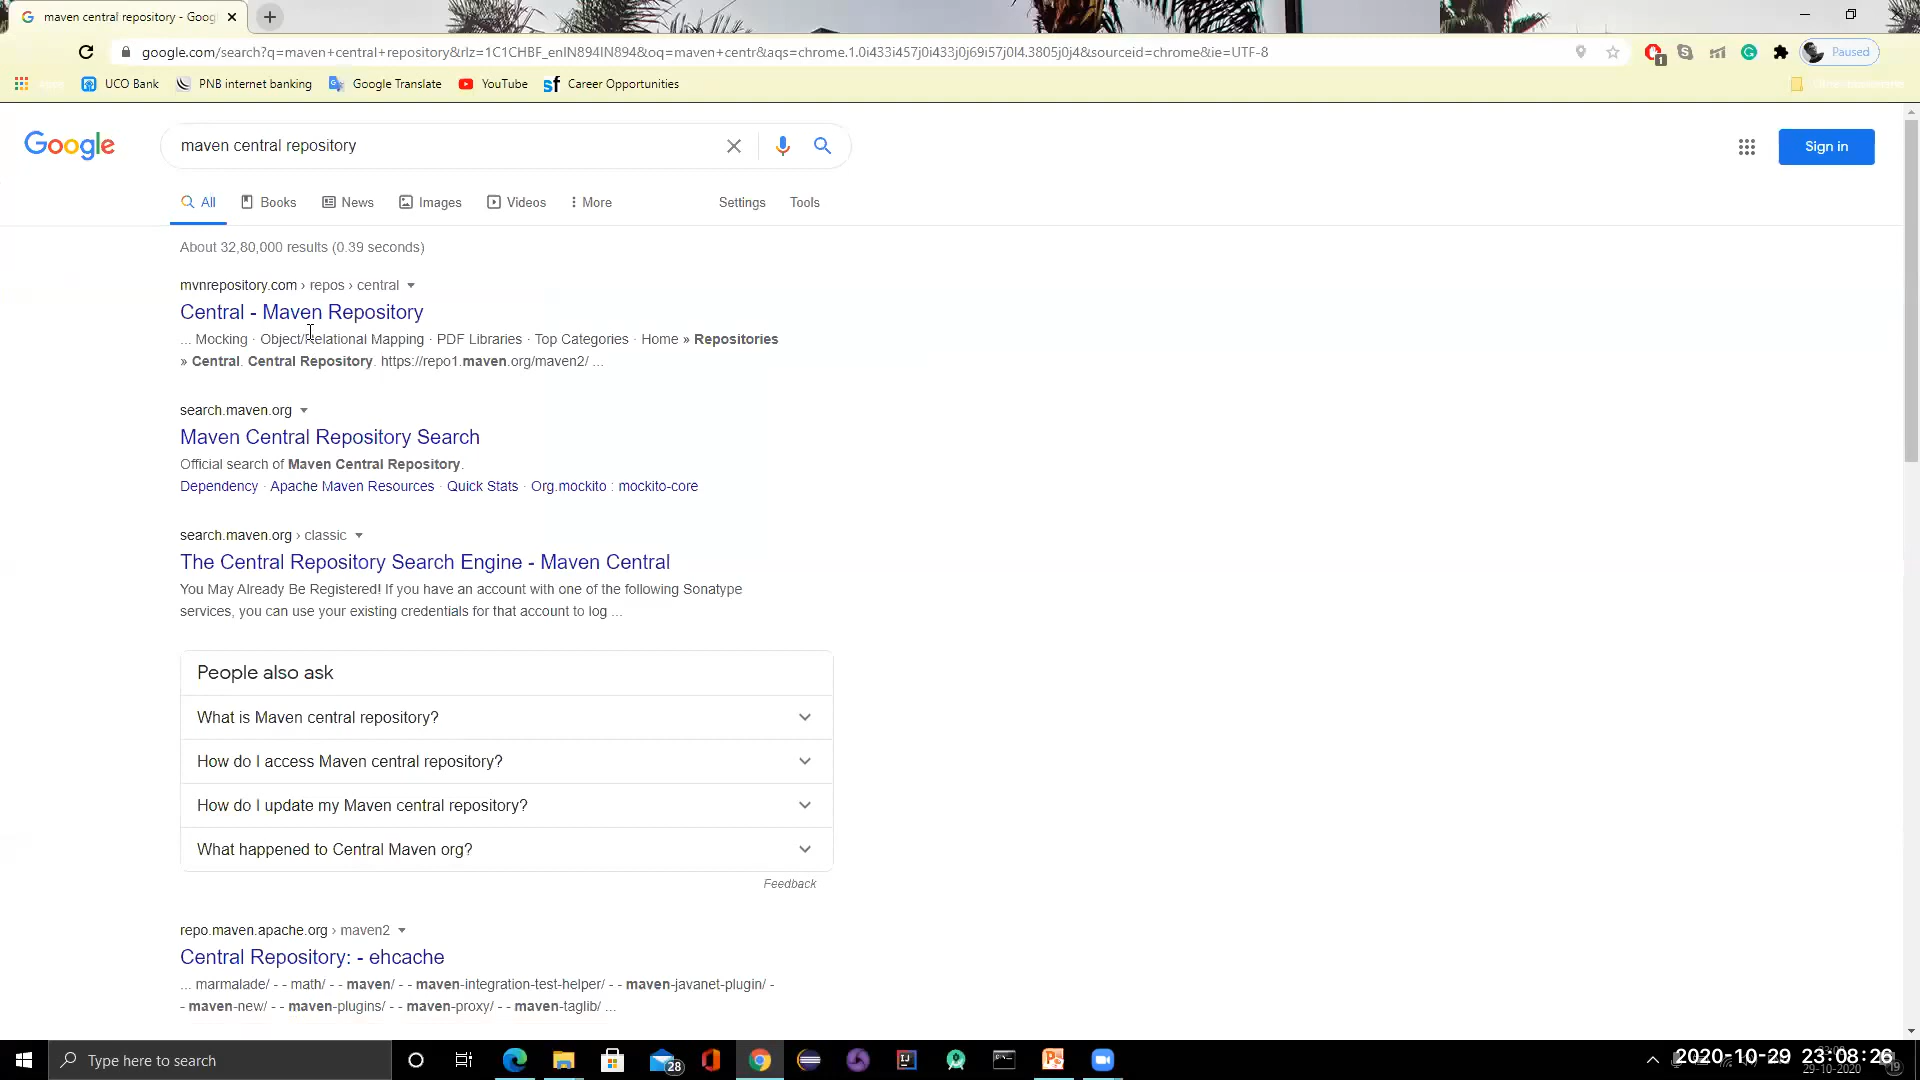 maven central repository - Goog
google.com/search?q=maven+central+repository&rlz=1C1CHBF_enIN894IN894&oq=maven+centr&aqs=chrome.1.0i433i457j0i433j0j69i57j0l4.3805j0j4&sourceid=chrome&ie=UTF-8
1
Paused
Apps
UCO Bank
PNB internet banking
Google Translate
YouTube
Career Opportunities
Other bookmarks
Google
maven central repository
Sign in
All
Books
News
Images
Videos
More
Settings
Tools
About 32,80,000 results (0.39 seconds)
mvnrepository.com › repos › central
Central - Maven Repository
... Mocking · Object/Relational Mapping · PDF Libraries · Top Categories · Home » Repositories
» Central. Central Repository. https://repo1.maven.org/maven2/ ...
search.maven.org
Maven Central Repository Search
Official search of Maven Central Repository.
Dependency · Apache Maven Resources · Quick Stats · Org.mockito : mockito-core
search.maven.org › classic
The Central Repository Search Engine - Maven Central
You May Already Be Registered! If you have an account with one of the following Sonatype
services, you can use your existing credentials for that account to log ...
People also ask
What is Maven central repository?
How do I access Maven central repository?
How do I update my Maven central repository?
What happened to Central Maven org?
Feedback
repo.maven.apache.org › maven2
Central Repository: - ehcache
... marmalade/ - - math/ - - maven/ - - maven-integration-test-helper/ - - maven-javanet-plugin/ -
- maven-new/ - - maven-plugins/ - - maven-proxy/ - - maven-taglib/ ...
Type here to search
28
2020-10-29 23:08:26
29-10-2020
19